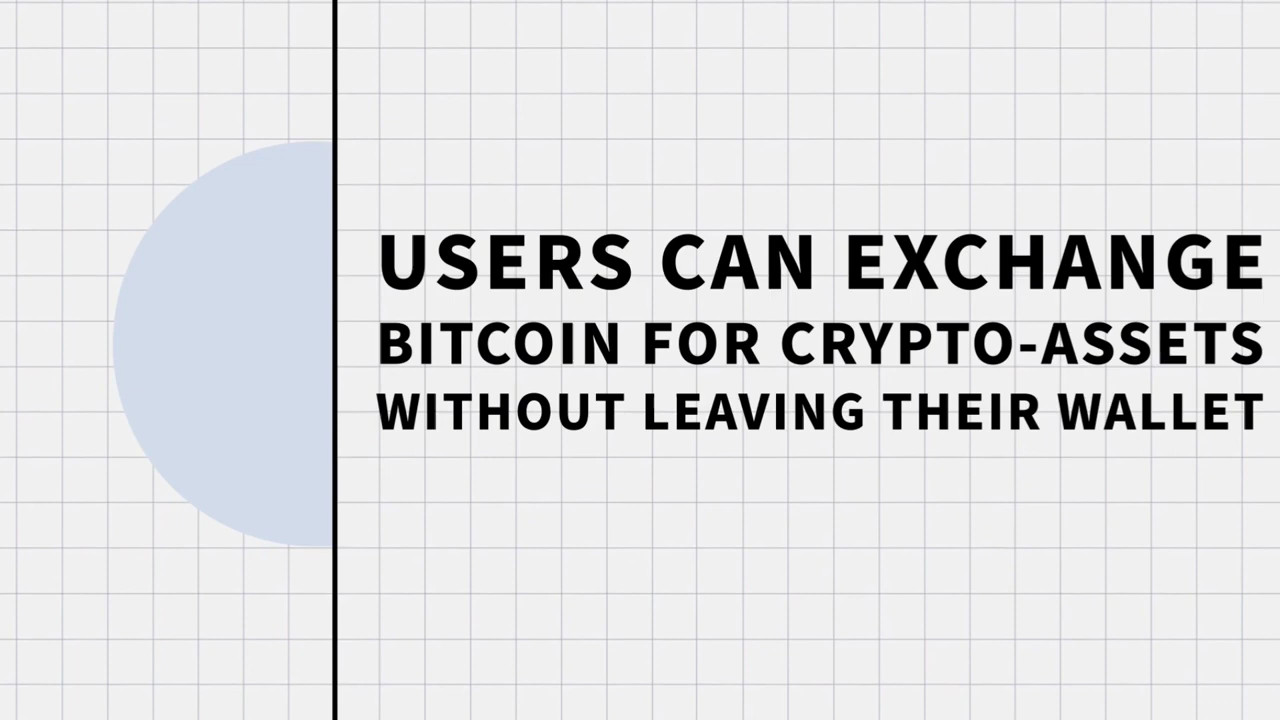 USERS CAN EXCHANGE
BITCOIN FOR CRYPTO-ASSETS
WITHOUT LEAVING THEIR WALLET